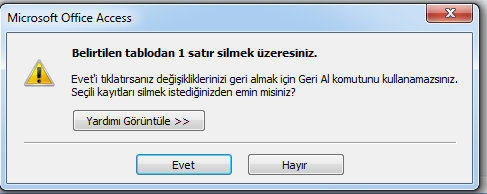 Microsoft Office Access
Belirtilen tablodan 1 satır silmek üzeresiniz.
Evet'i tıklatırsanız değişikliklerinizi geri almak için Geri Al komutunu kullanamazsınız.
Seçili kayıtları silmek istediğinizden emin misiniz?
Yardımı Görüntüle >>
Evet
Hayır